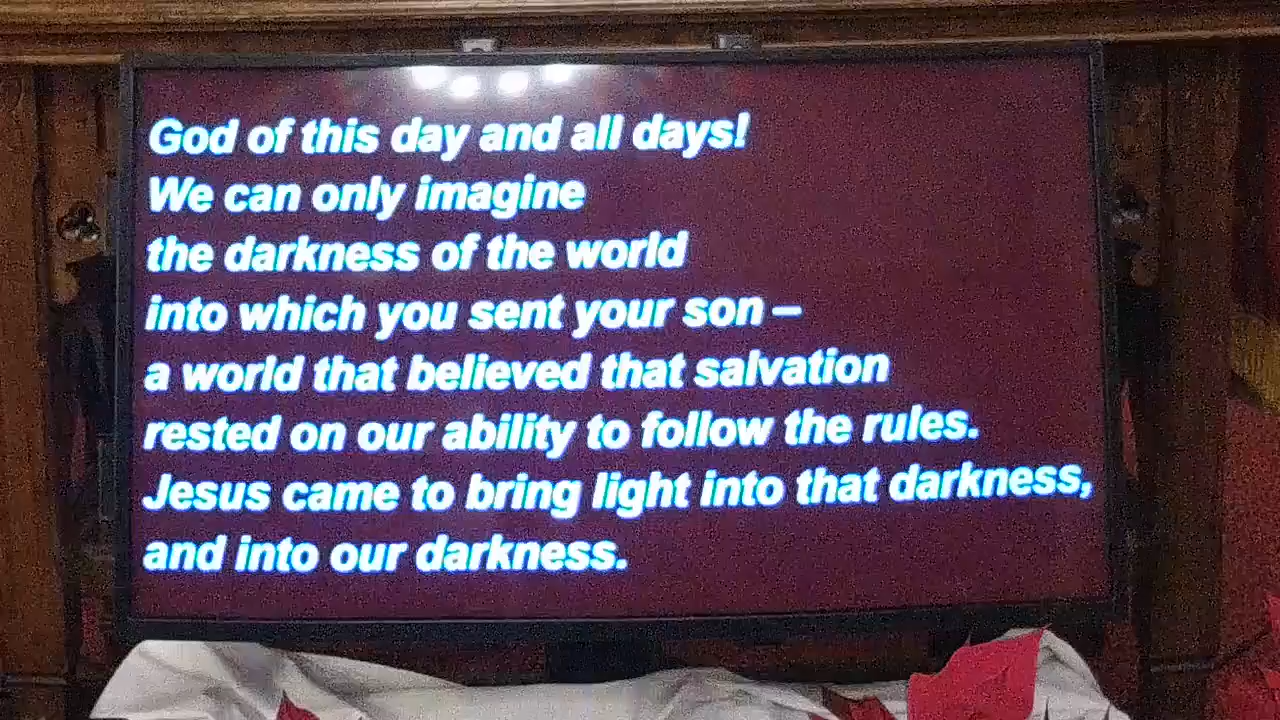 God of this day and all days!
We can only imagine
the darkness of the world
into which you sent your son –
a world that believed that salvation
rested on our ability to follow the rules.
Jesus came to bring light into that darkness,
and into our darkness.